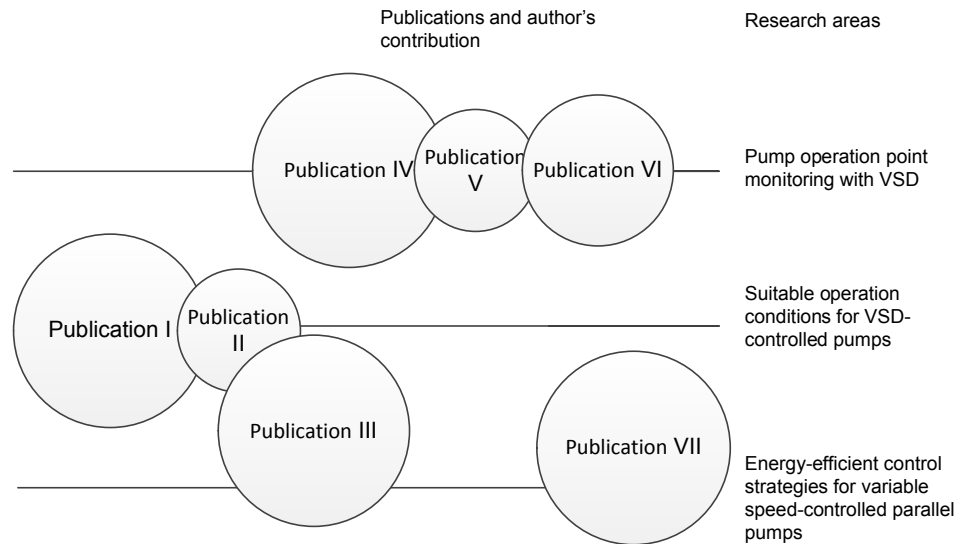 Publications and author's
contribution
Research areas
Publication IV
Publication
V
Publication VI
Pump operation point
monitoring with VSD
Publication I
Publication
II
Suitable operation
conditions for VSD-
controlled pumps
Publication III
Publication VII
Energy-efficient control
strategies for variable
speed-controlled parallel
pumps